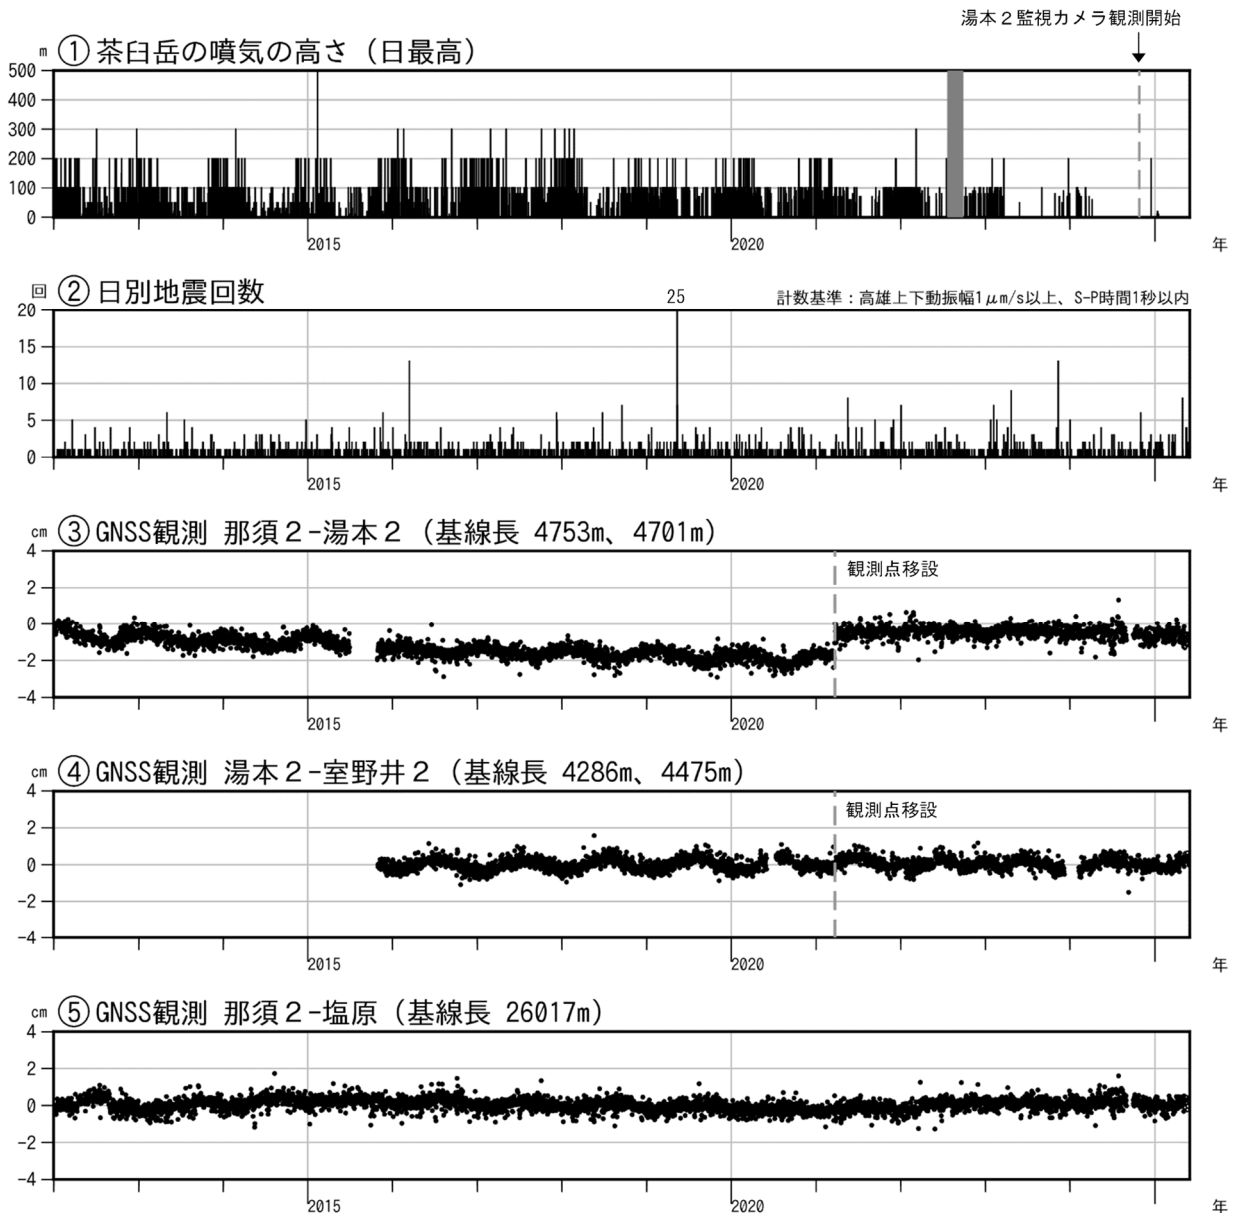 湯本２監視カメラ観測開始
m ①茶臼岳の噴気の高さ（日最高）
500
400
300
200
100
0
2015 2020 年
回 ②日別地震回数
25 計数基準：高雄上下動振幅1μm/s以上、S-P時間1秒以内
20
15
10
5
0
2015 2020 年
cm ③GNSS観測 那須２-湯本２（基線長 4753m、4701m）
4
観測点移設
2
0
-2
-4
2015 2020 年
cm ④GNSS観測 湯本２-室野井２（基線長 4286m、4475m）
4
観測点移設
2
0
-2
-4
2015 2020 年
cm ⑤GNSS観測 那須２-塩原（基線長 26017m）
4
2
0
-2
-4
2015 2020 年